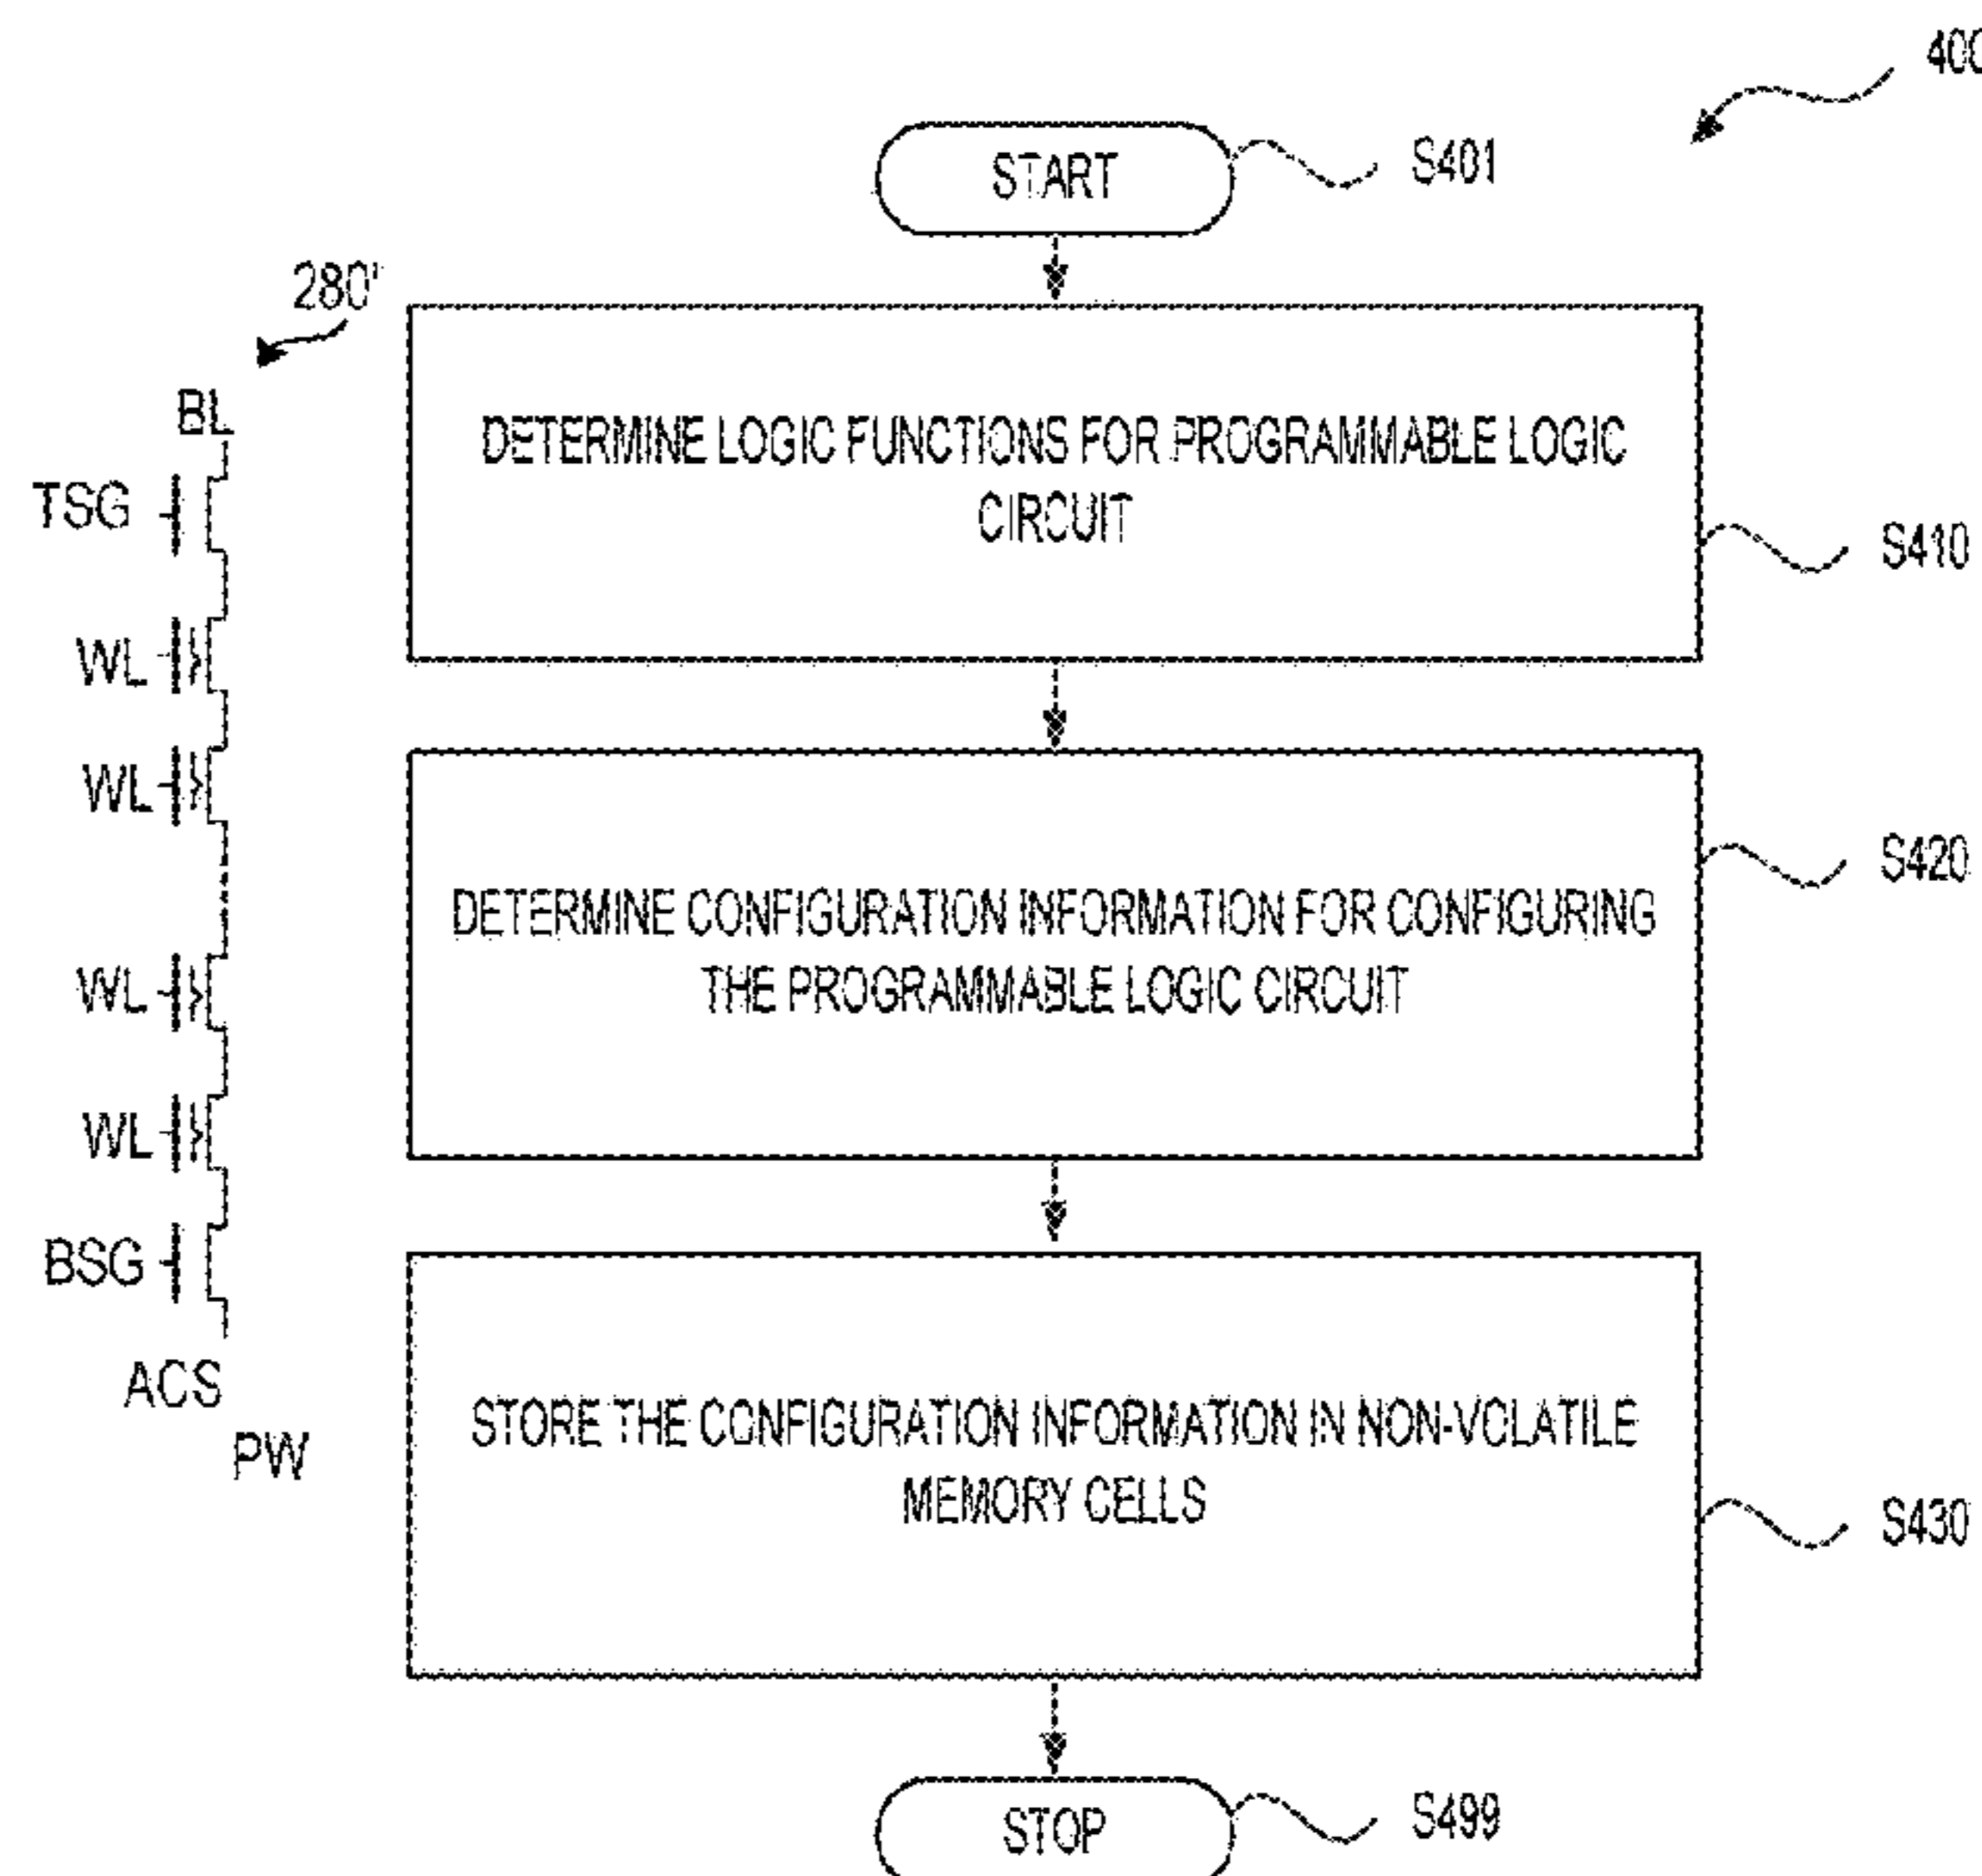 400
START
S401
280'
BL
TSG
WL
WL
WL
WL
BSG
ACS
PW
DETERMINE LOGIC FUNCTIONS FOR PROGRAMMABLE LOGIC
CIRCUIT
S410
DETERMINE CONFIGURATION INFORMATION FOR CONFIGURING
THE PROGRAMMABLE LOGIC CIRCUIT
S420
STORE THE CONFIGURATION INFORMATION IN NON-VOLATILE
MEMORY CELLS
S430
STOP
S499